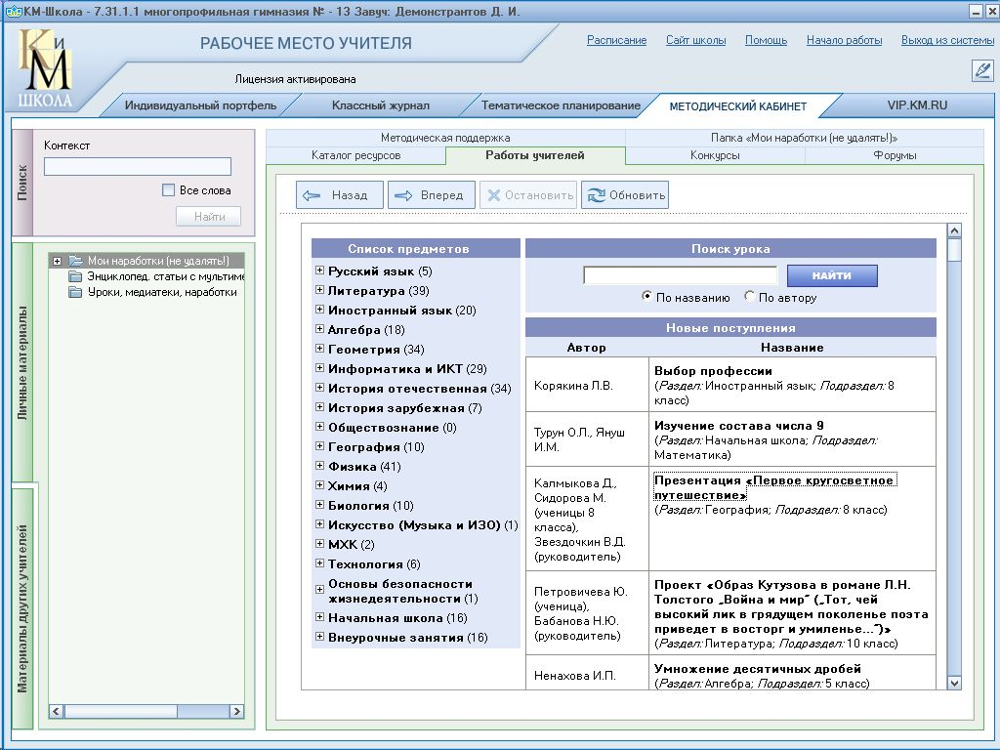 КМ-Школа - 7.31.1.1 многопрофильная гимназия № - 13 Завуч: Демонстрантов Д. И.
Ки
М
ШКОЛА
РАБОЧЕЕ МЕСТО УЧИТЕЛЯ
Лицензия активирована
Расписание
Сайт школы
Помощь
Начало работы
Выход из системы
Индивидуальный портфель
Классный журнал
Тематическое планирование
МЕТОДИЧЕСКИЙ КАБИНЕТ
VIP.KM.RU
Поиск
Контекст
Все слова
Найти
Личные материалы
Мои наработки (не удалять!)
Энциклопед. статьи с мультиме
Уроки, медиатеки, наработки
Материалы других учителей
Методическая поддержка
Папка «Мои наработки (не удалять!)»
Каталог ресурсов
Работы учителей
Конкурсы
Форумы
Назад
Вперед
Остановить
Обновить
Список предметов
Русский язык (5)
Литература (39)
Иностранный язык (20)
Алгебра (18)
Геометрия (34)
Информатика и ИКТ (29)
История отечественная (34)
История зарубежная (7)
Обществознание (0)
География (10)
Физика (41)
Химия (4)
Биология (10)
Искусство (Музыка и ИЗО) (1)
МХК (2)
Технология (6)
Основы безопасности
жизнедеятельности (1)
Начальная школа (16)
Внеурочные занятия (16)
Поиск урока
НАЙТИ
По названию
По автору
Новые поступления
Автор
Название
Корякина Л.В.
Выбор профессии
(Раздел: Иностранный язык; Подраздел: 8
класс)
Турун О.Л., Януш
И.М.
Изучение состава числа 9
(Раздел: Начальная школа; Подраздел:
Математика)
Калмыкова Д.,
Сидорова М.
(ученицы 8
класса),
Звездочкин В.Д.
(руководитель)
Презентация «Первое кругосветное
путешествие»
(Раздел: География; Подраздел: 8 класс)
Петровичева Ю.
(ученица),
Бабанова Н.Ю.
(руководитель)
Проект «Образ Кутузова в романе Л.Н.
Толстого „Война и мир“ („Тот, чей
высокий лик в грядущем поколенье поэта
приведет в восторг и умиленье...“)»
(Раздел: Литература; Подраздел: 10 класс)
Ненахова И.П.
Умножение десятичных дробей
(Раздел: Алгебра; Подраздел: 5 класс)